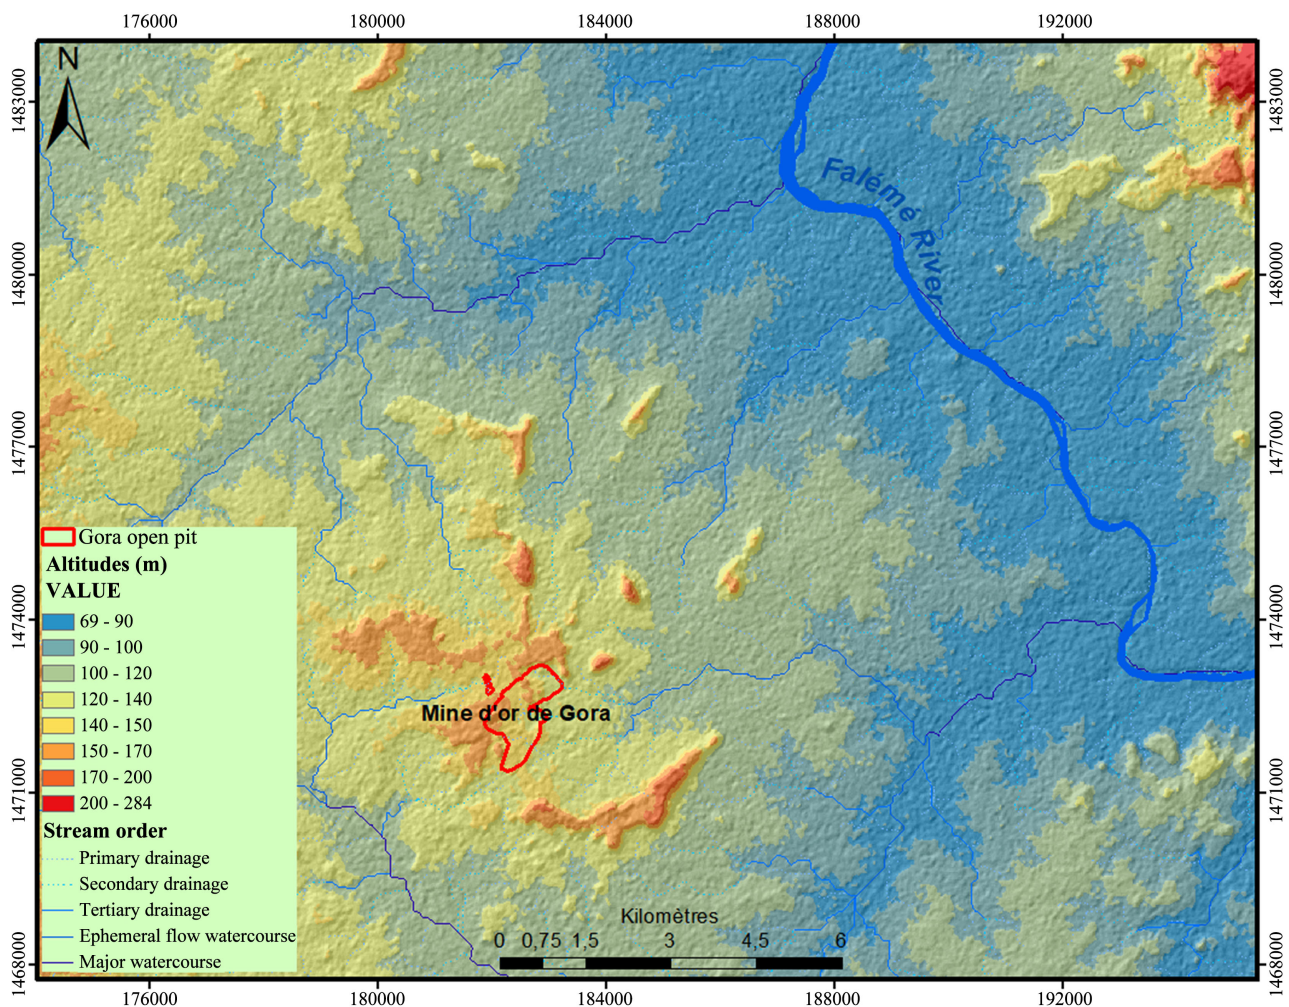 176000 180000 184000 188000 192000
N
1483000 1483000
Falémé River
1480000 1480000
1477000 1477000
Gora open pit
Altitudes (m)
VALUE
69 - 90
90 - 100
100 - 120
120 - 140
140 - 150
150 - 170
170 - 200
200 - 284
Stream order
Primary drainage
Secondary drainage
Tertiary drainage
Ephemeral flow watercourse
Major watercourse
1474000 1474000
Mine d'or de Gora
1471000 1471000
Kilomètres
0 0,75 1,5 3 4,5 6
1468000 1468000
176000 180000 184000 188000 192000